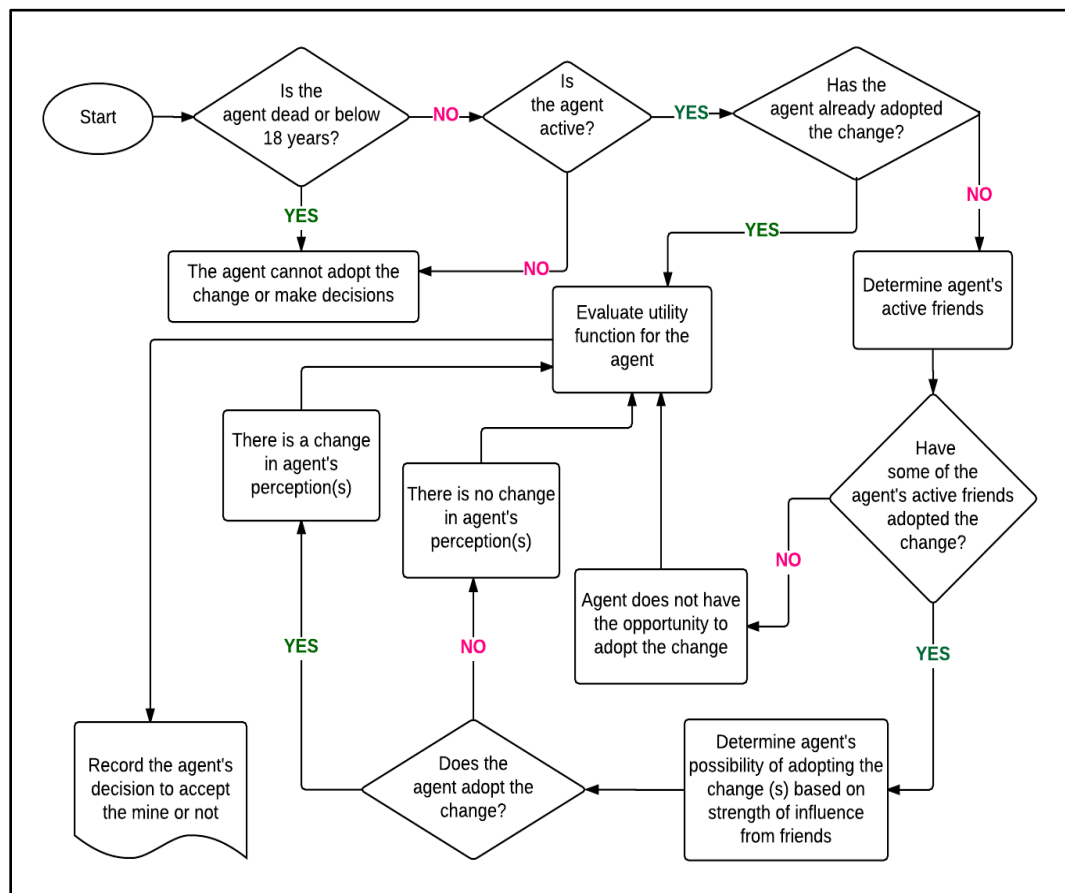 Start
Is the
agent dead or below
18 years?
NO
Is
the agent
active?
YES
Has the
agent already adopted
the change?
YES
NO
YES
NO
The agent cannot adopt the
change or make decisions
Determine agent's
active friends
Evaluate utility
function for the
agent
There is a change
in agent's
perception(s)
There is no change
in agent's
perception(s)
Have
some of the
agent's active friends
adopted the
change?
NO
Agent does not have
the opportunity to
adopt the change
YES
YES
NO
Record the agent's
decision to accept
the mine or not
Does the
agent adopt the
change?
Determine agent's
possibility of adopting the
change (s) based on
strength of influence
from friends